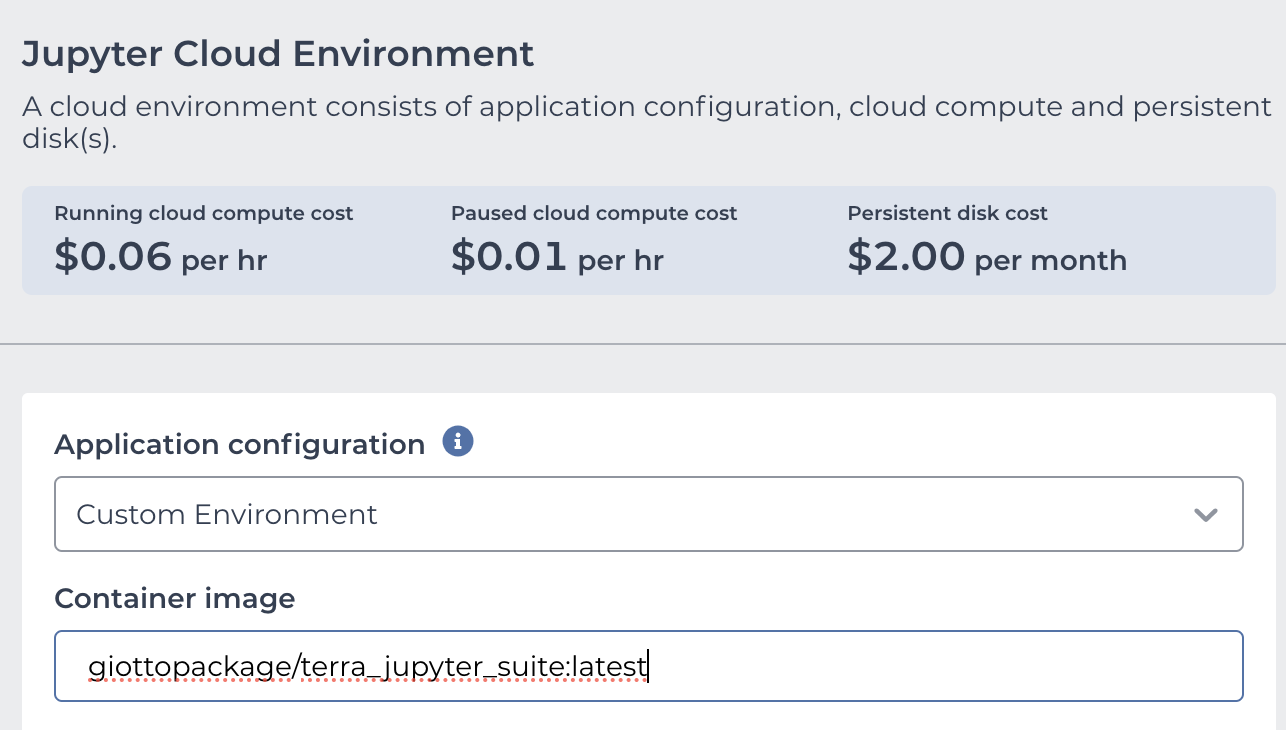 Jupyter Cloud Environment
A cloud environment consists of application configuration, cloud compute and persistent
disk(s).
Running cloud compute cost
$0.06 per hr
Paused cloud compute cost
$0.01 per hr
Persistent disk cost
$2.00 per month
Application configuration
Custom Environment
Container image
giottopackage/terra_jupyter_suite:latest